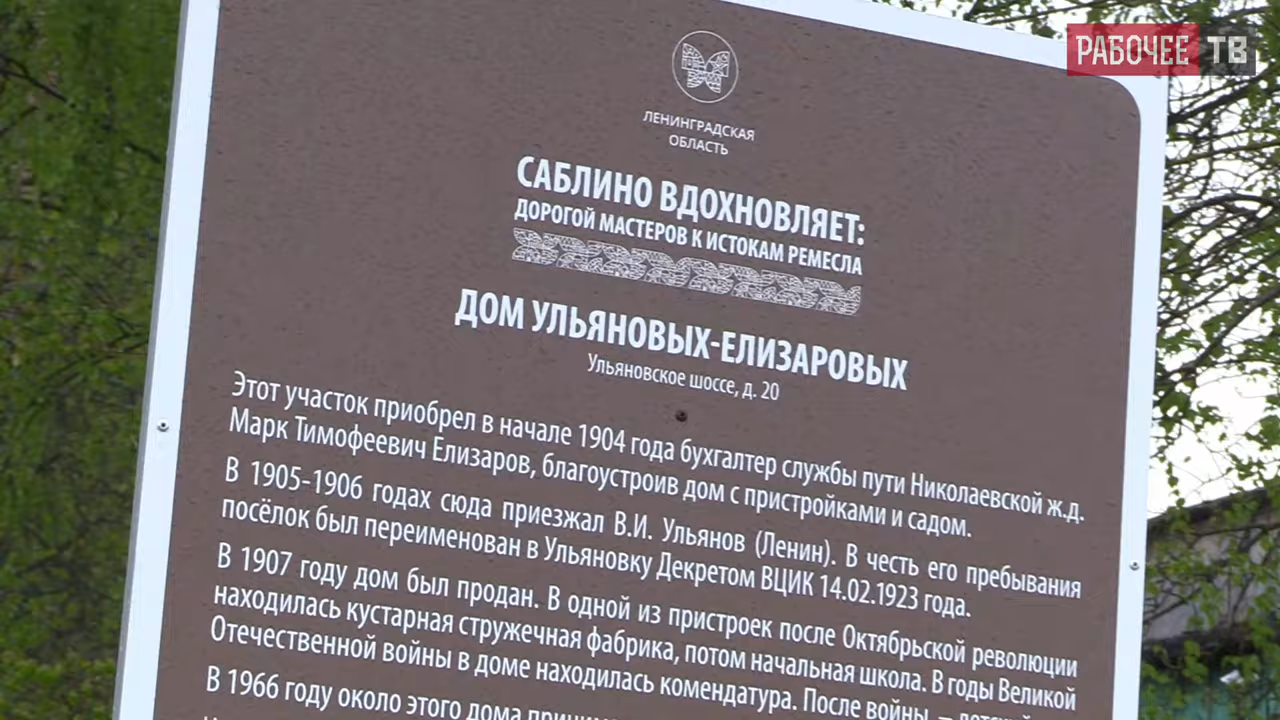 РАБОЧЕЕ ТВ
ЛЕНИНГРАДСКАЯ
ОБЛАСТЬ
САБЛИНО ВДОХНОВЛЯЕТ:
ДОРОГОЙ МАСТЕРОВ К ИСТОКАМ РЕМЕСЛА
ДОМ УЛЬЯНОВЫХ-ЕЛИЗАРОВЫХ
Ульяновское шоссе, д. 20
Этот участок приобрел в начале 1904 года бухгалтер службы пути Николаевской ж.д.
Марк Тимофеевич Елизаров, благоустроив дом с пристройками и садом.
В 1905-1906 годах сюда приезжал В.И. Ульянов (Ленин). В честь его пребывания
посёлок был переименован в Ульяновку Декретом ВЦИК 14.02.1923 года.
В 1907 году дом был продан. В одной из пристроек после Октябрьской революции
находилась кустарная стружечная фабрика, потом начальная школа. В годы Великой
Отечественной войны в доме находилась комендатура. После войны –
В 1966 году около этого дома